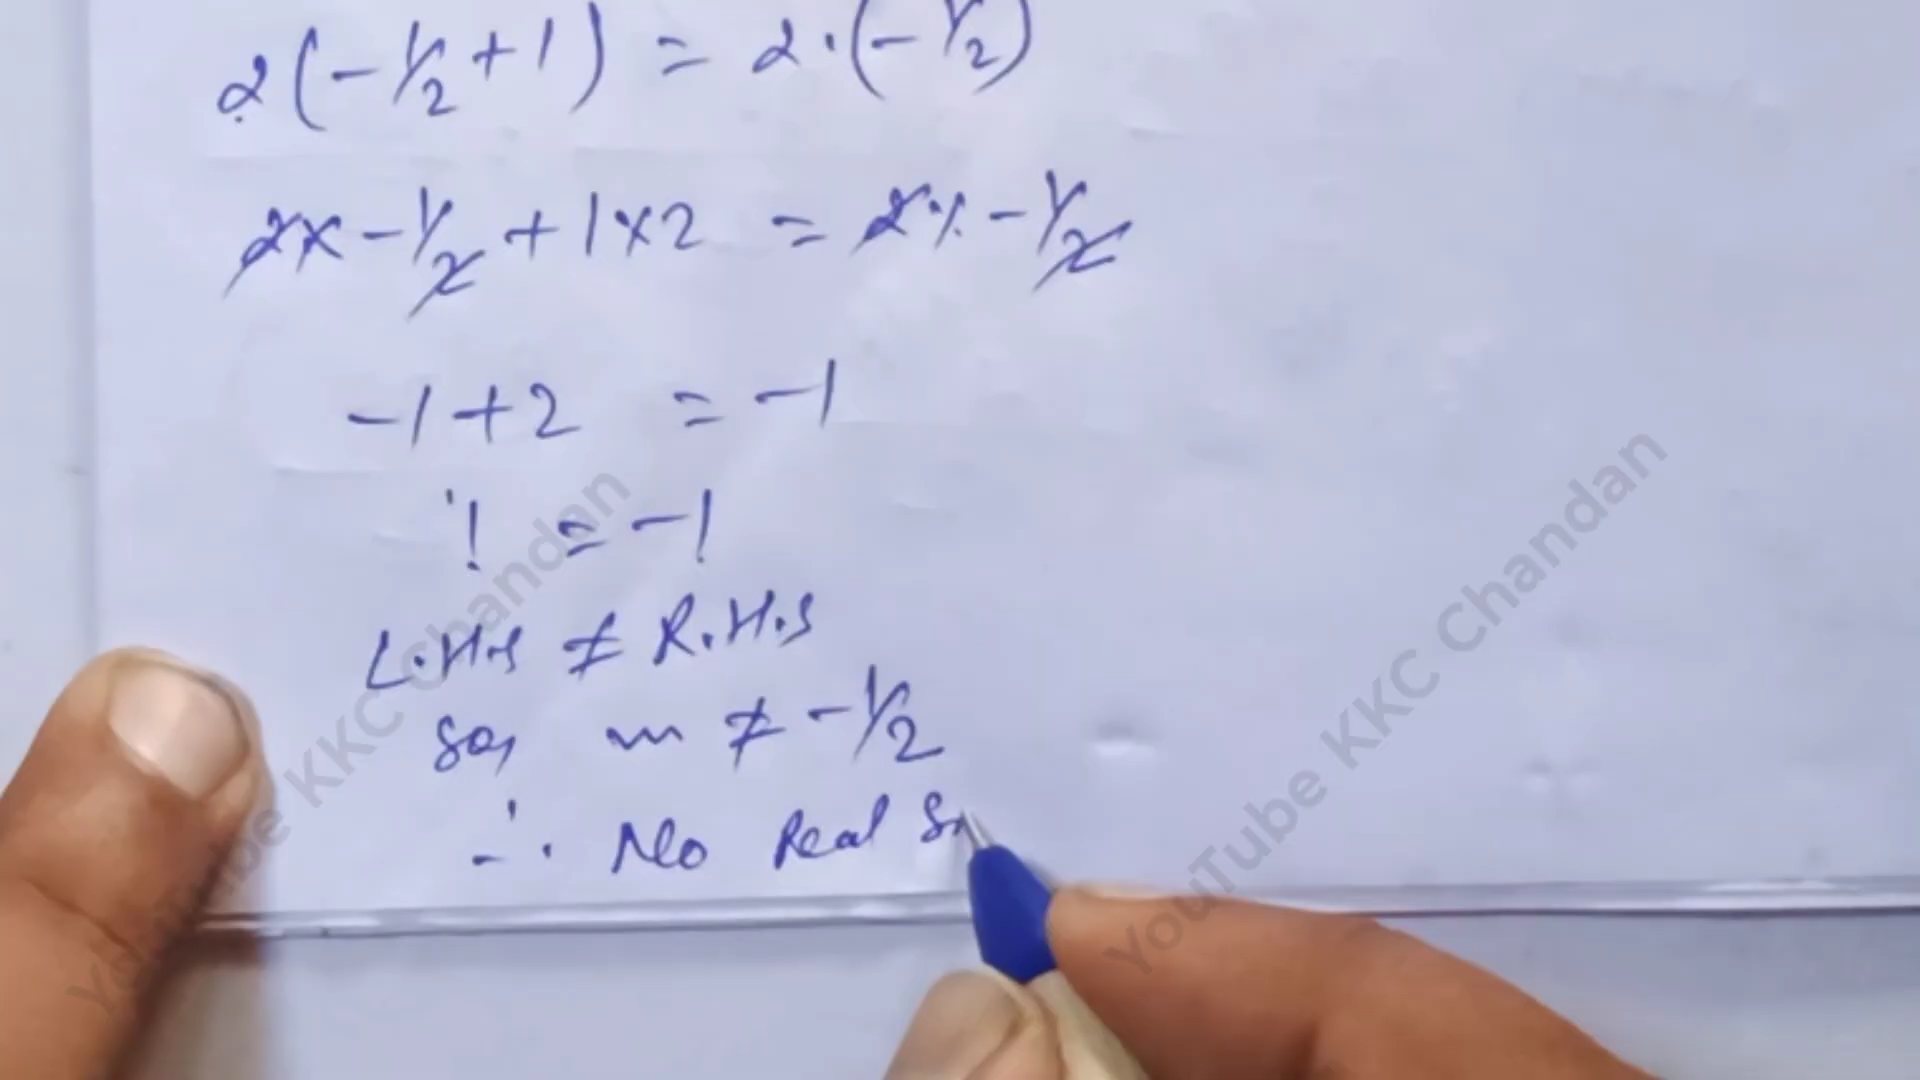 2(-1/2+1) = 2·(-1/2)
2x-1/2+1x2 = 2x-1/2
-1+2 = -1
1 = -1
L.H.S ≠ R.H.S
So, m ≠ -1/2
∴ No Real
YouTube KKC Chandan
YouTube KKC Chandan